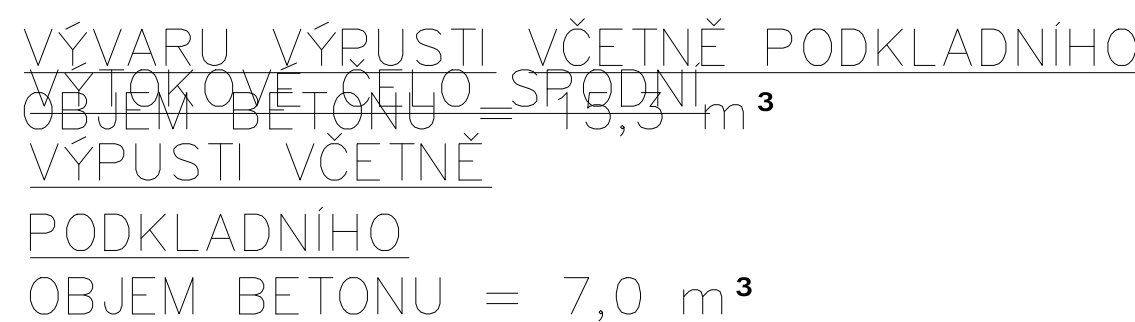 VÝVARU VÝPUSTI VČETNĚ PODKLADNÍHO
VÝTOKOVÉ ČELO SPODNÍ
OBJEM BETONU = 15,3 m³
VÝPUSTI VČETNĚ
PODKLADNÍHO
OBJEM BETONU = 7,0 m³